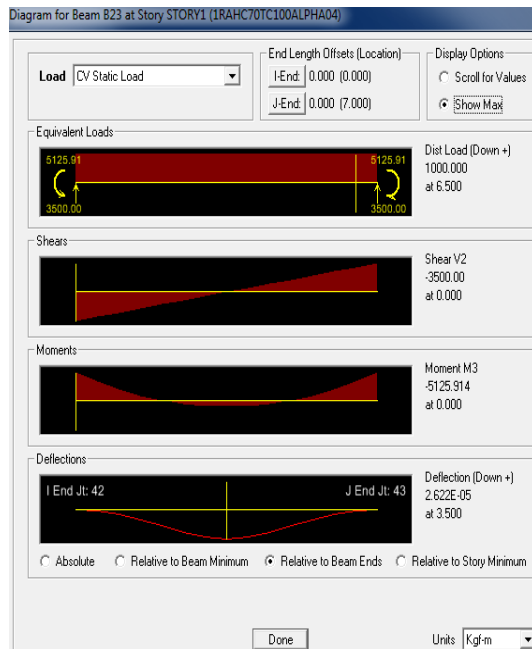 Diagram for Beam B23 at Story STORY1 (1RAHC70TC100ALPHA04)
Load CV Static Load
End Length Offsets (Location)
I-End: 0.000 (0.000)
J-End: 0.000 (7.000)
Display Options
Scroll for Values
Show Max
Equivalent Loads
5125.91 5125.91
3500.00 3500.00
Dist Load (Down +)
1000.000
at 6.500
Shears
Shear V2
-3500.00
at 0.000
Moments
Moment M3
-5125.914
at 0.000
Deflections
I End Jt: 42 J End Jt: 43
Deflection (Down +)
2.622E-05
at 3.500
Absolute Relative to Beam Minimum Relative to Beam Ends Relative to Story Minimum
Done Units Kgf-m